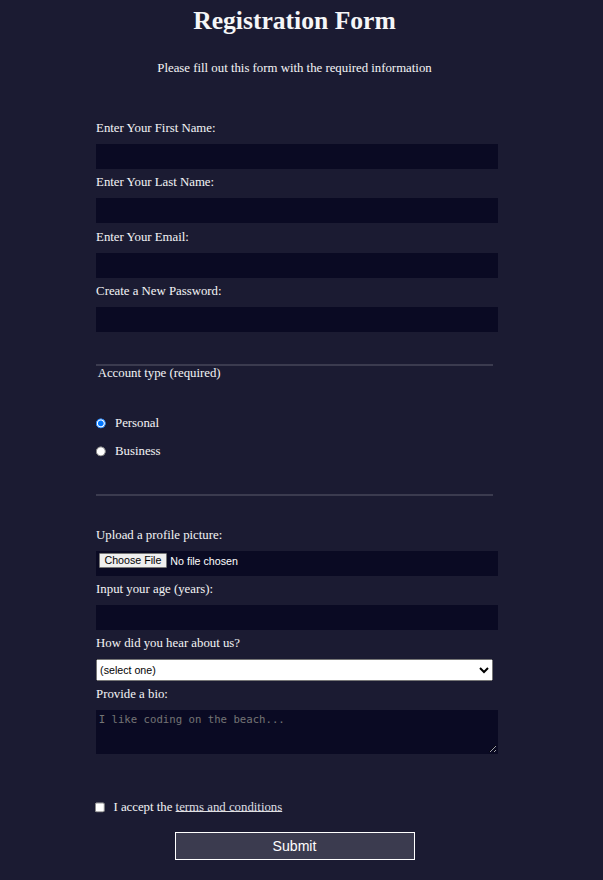 Registration Form
Please fill out this form with the required information
Enter Your First Name:
Enter Your Last Name:
Enter Your Email:
Create a New Password:
Account type (required)
Personal
Business
Upload a profile picture:
Choose File No file chosen
Input your age (years):
How did you hear about us?
(select one)
Provide a bio:
I like coding on the beach...
I accept the terms and conditions
Submit